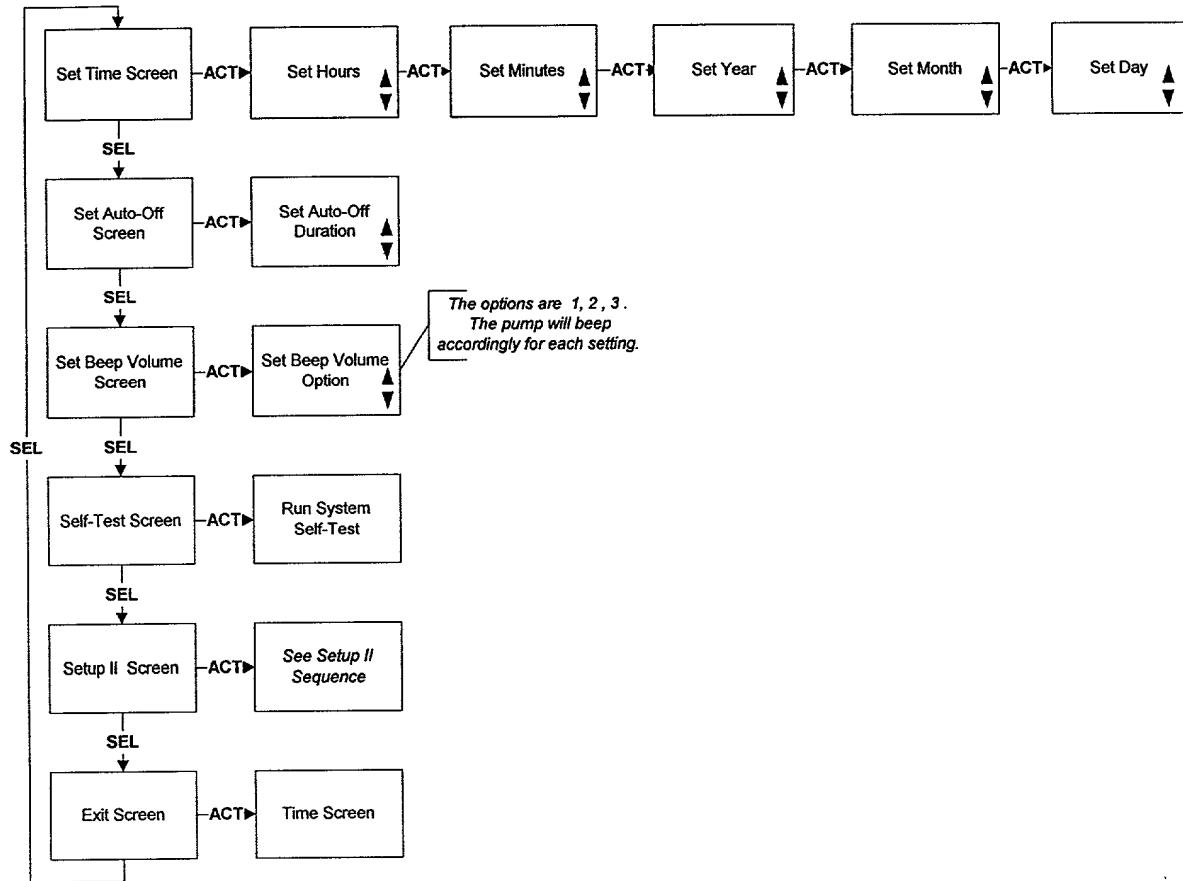 Set Time Screen
ACT
Set Hours
ACT
Set Minutes
ACT
Set Year
ACT
Set Month
ACT
Set Day
SEL
Set Auto-Off
Screen
ACT
Set Auto-Off
Duration
SEL
The options are 1, 2 , 3 .
The pump will beep
accordingly for each setting.
Set Beep Volume
Screen
ACT
Set Beep Volume
Option
SEL
SEL
Self-Test Screen
ACT
Run System
Self-Test
SEL
Setup II Screen
ACT
See Setup II
Sequence
SEL
Exit Screen
ACT
Time Screen